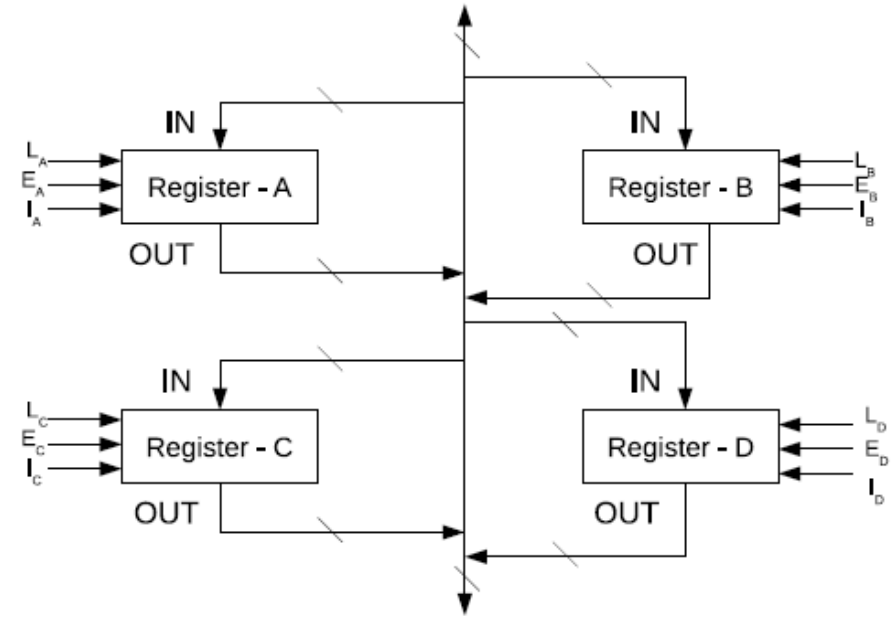 IN
L_A
E_A
I_A
Register - A
OUT
IN
L_B
E_B
I_B
Register - B
OUT
IN
L_C
E_C
I_C
Register - C
OUT
IN
L_D
E_D
I_D
Register - D
OUT